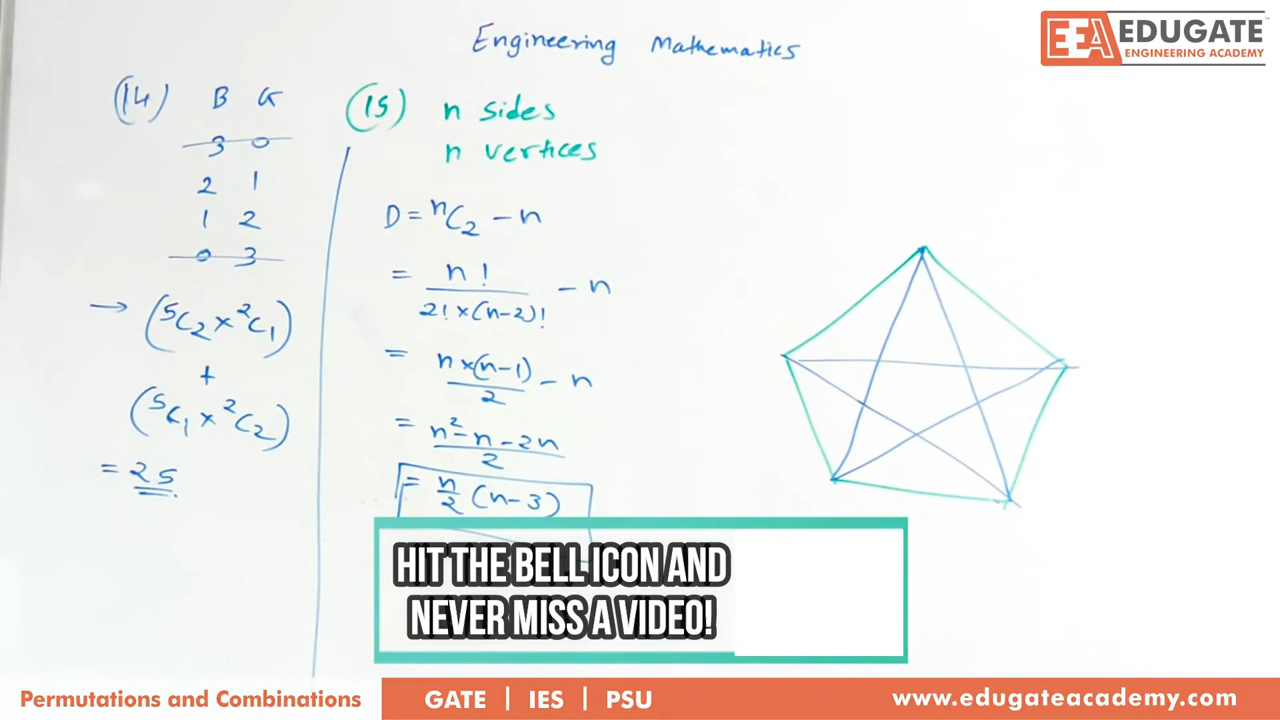 Engineering Mathematics
EEA EDUGATE
ENGINEERING ACADEMY
(14) B G
3 0
2 1
1 2
0 3
→ (⁵C₂ × ²C₁)
+
(⁵C₁ × ²C₂)
= 25
(15) n sides
n vertices
D = ⁿC₂ - n
= n! / 2! × (n-2)! - n
= n × (n-1) / 2 - n
= n² - n - 2n / 2
= n/2 (n-3)
HIT THE BELL ICON AND
NEVER MISS A VIDEO!
Permutations and Combinations
GATE | IES | PSU
www.edugateacademy.com